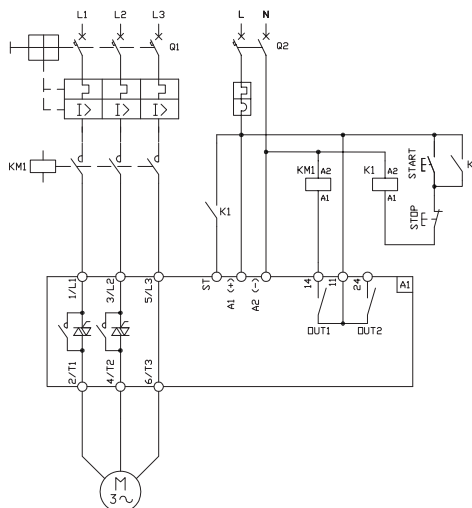 L1 L2 L3 L N
Q1 Q2
I> I> I>
KM1
K1
KM1 A2 A1
K1 A2 A1
START
STOP
K
1/L1 3/L2 5/L3 ST A1 (+) A2 (-) 14 11 24 A1
OUT1 OUT2
2/T1 4/T2 6/T3
M
3~